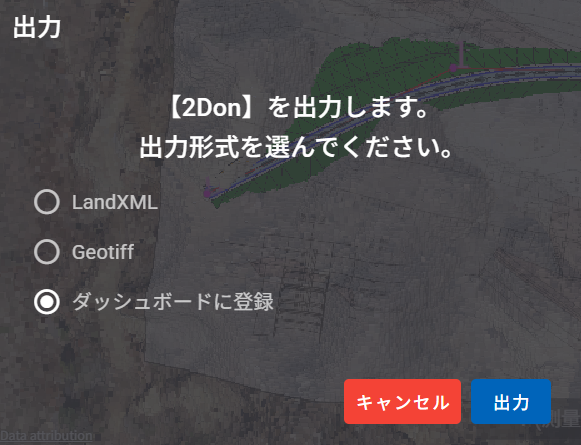 出力
【2Don】を出力します。
出力形式を選んでください。
LandXML
Geotiff
ダッシュボードに登録
キャンセル
出力
Data attribution